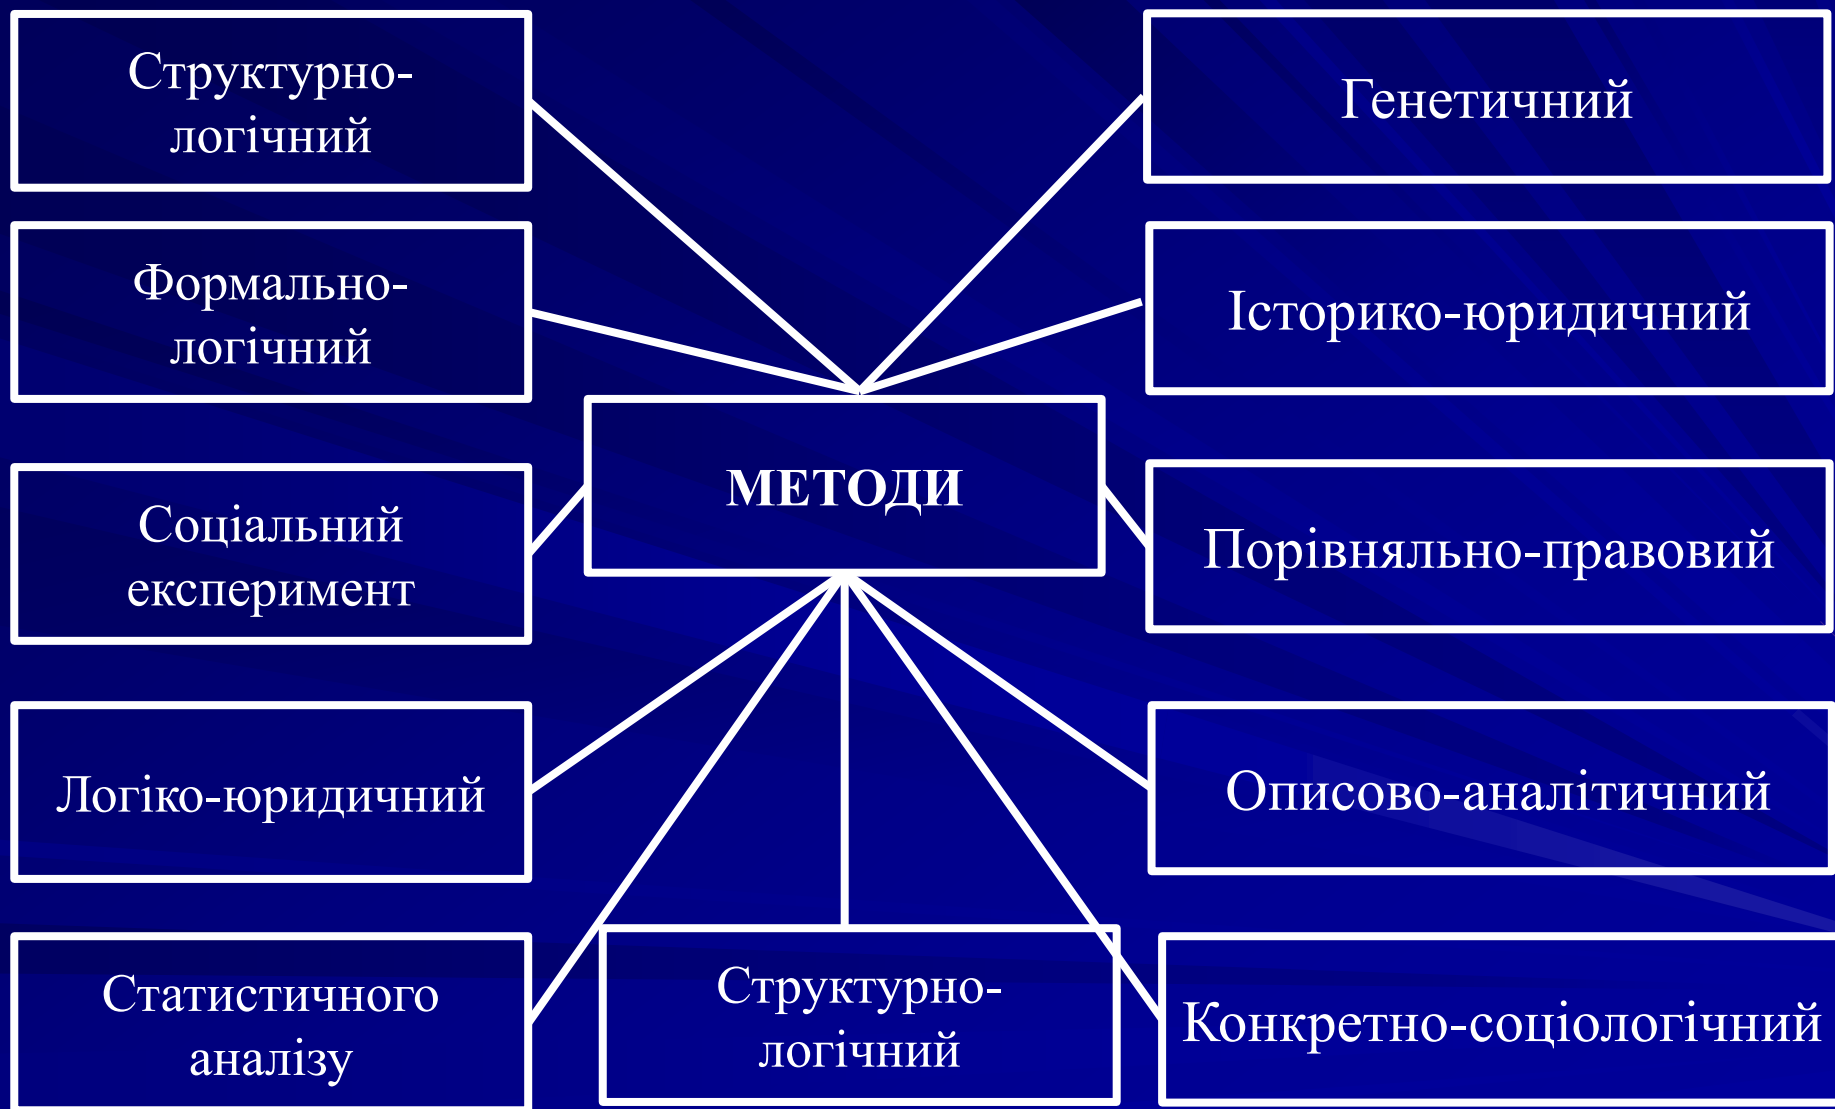 Структурно-
логічний
Генетичний
Формально-
логічний
Історико-юридичний
МЕТОДИ
Соціальний
експеримент
Порівняльно-правовий
Логіко-юридичний
Описово-аналітичний
Статистичного
аналізу
Структурно-
логічний
Конкретно-соціологічний